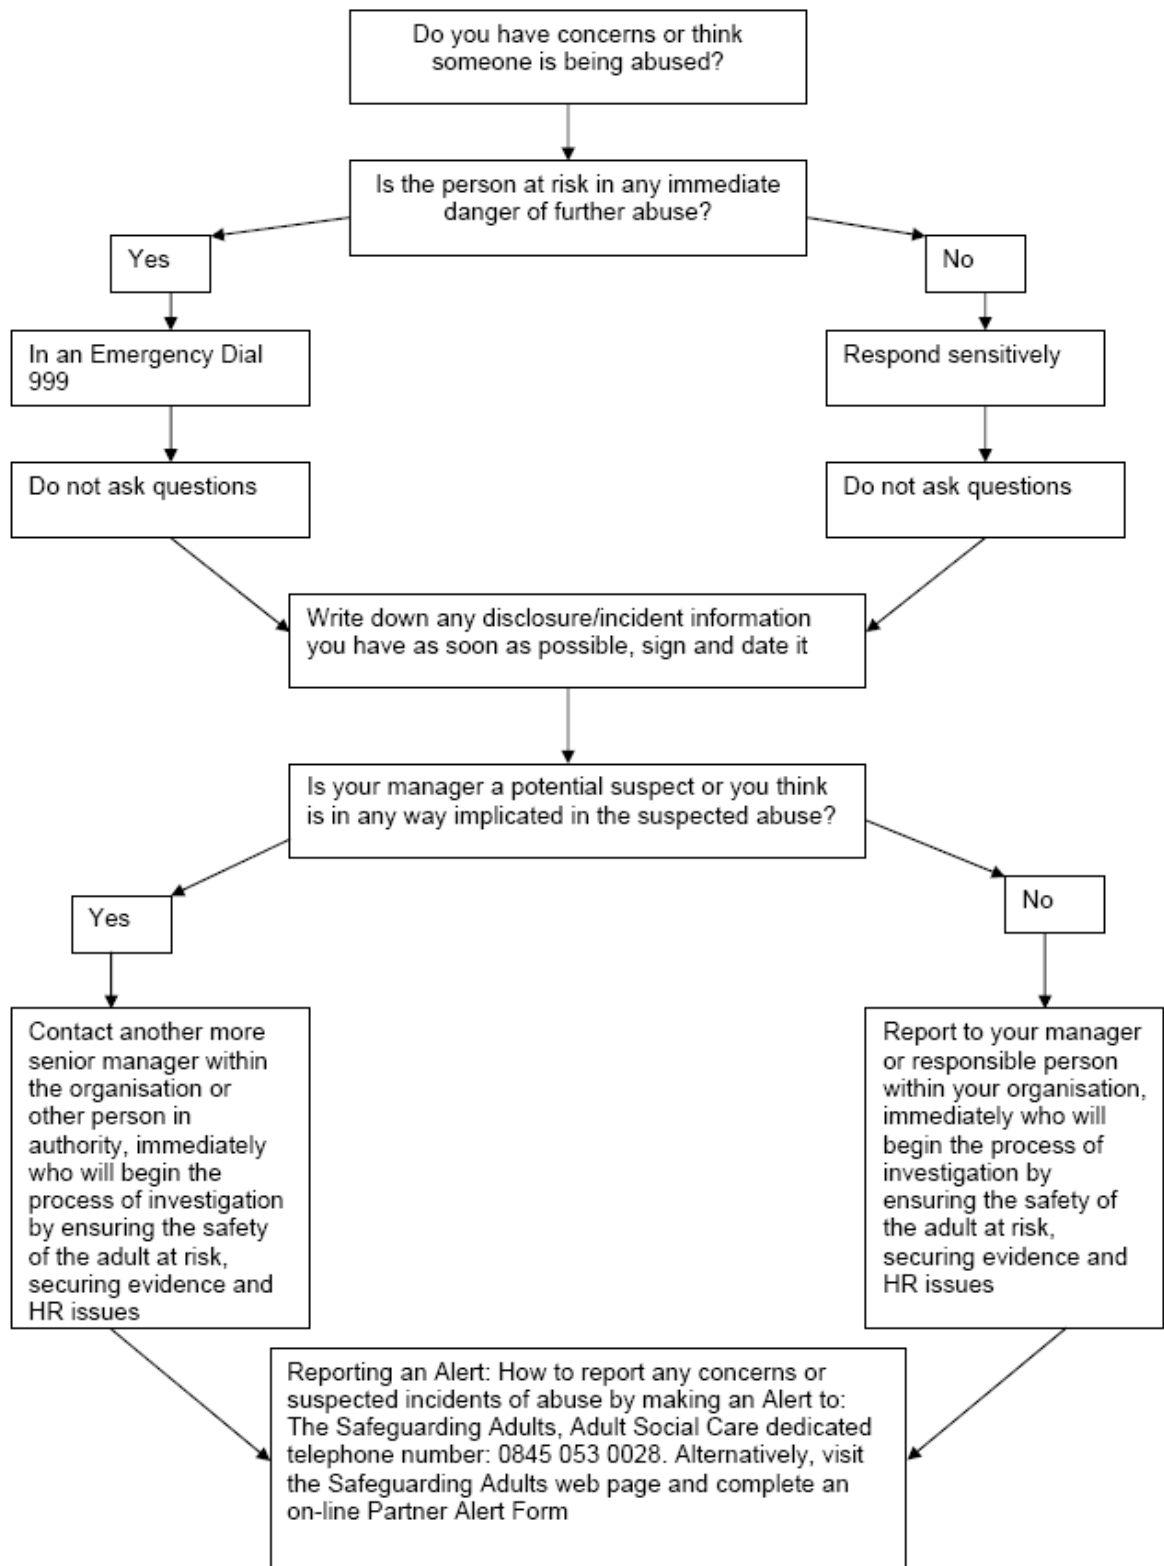 Do you have concerns or think
someone is being abused?
Is the person at risk in any immediate
danger of further abuse?
Yes
No
In an Emergency Dial
999
Respond sensitively
Do not ask questions
Do not ask questions
Write down any disclosure/incident information
you have as soon as possible, sign and date it
Is your manager a potential suspect or you think
is in any way implicated in the suspected abuse?
Yes
No
Contact another more
senior manager within
the organisation or
other person in
authority, immediately
who will begin the
process of investigation
by ensuring the safety
of the adult at risk,
securing evidence and
HR issues
Report to your manager
or responsible person
within your organisation,
immediately who will
begin the process of
investigation by
ensuring the safety of
the adult at risk,
securing evidence and
HR issues
Reporting an Alert: How to report any concerns or
suspected incidents of abuse by making an Alert to:
The Safeguarding Adults, Adult Social Care dedicated
telephone number: 0845 053 0028. Alternatively, visit
the Safeguarding Adults web page and complete an
on-line Partner Alert Form